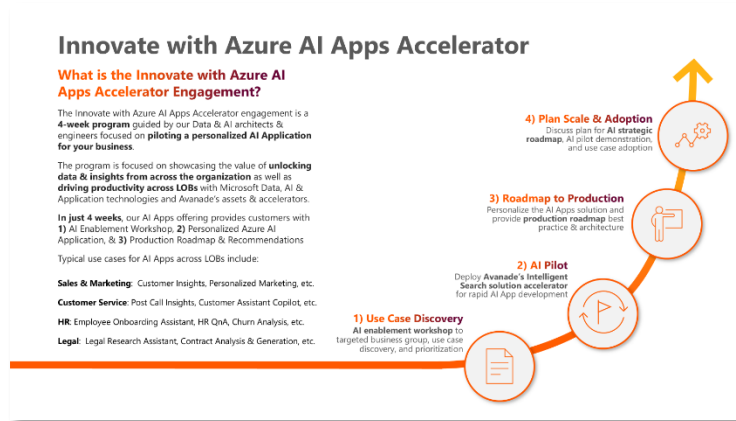 Innovate with Azure AI Apps Accelerator
What is the Innovate with Azure AI
Apps Accelerator Engagement?
The Innovate with Azure AI Apps Accelerator engagement is a
4-week program guided by our Data & AI architects &
engineers focused on piloting a personalized AI Application
for your business.
The program is focused on showcasing the value of unlocking
data & insights from across the organization as well as
driving productivity across LOBs with Microsoft Data, AI &
Application technologies and Avanade's assets & accelerators.
In just 4 weeks, our AI Apps offering provides customers with
1) AI Enablement Workshop, 2) Personalized Azure AI
Application, & 3) Production Roadmap & Recommendations
Typical use cases for AI Apps across LOBs include:
Sales & Marketing: Customer Insights, Personalized Marketing, etc.
Customer Service: Post Call Insights, Customer Assistant Copilot, etc.
HR: Employee Onboarding Assistant, HR QnA, Churn Analysis, etc.
Legal: Legal Research Assistant, Contract Analysis & Generation, etc.
1) Use Case Discovery
AI enablement workshop to
targeted business group, use case
discovery, and prioritization
2) AI Pilot
Deploy Avanade's Intelligent
Search solution accelerator
for rapid AI App development
3) Roadmap to Production
Personalize the AI Apps solution and
provide production roadmap best
practice & architecture
4) Plan Scale & Adoption
Discuss plan for AI strategic
roadmap, AI pilot demonstration,
and use case adoption